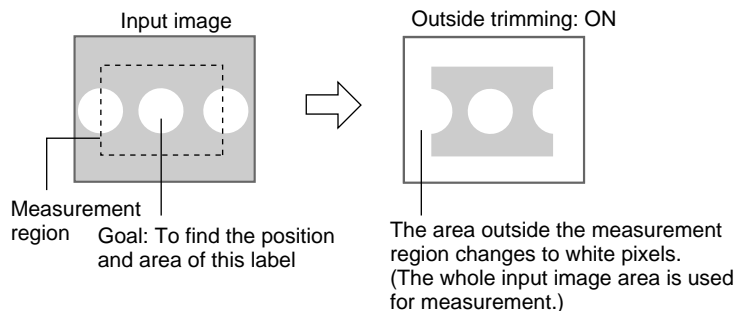 Input image
Outside trimming: ON
Measurement
region
Goal: To find the position
and area of this label
The area outside the measurement
region changes to white pixels.
(The whole input image area is used
for measurement.)